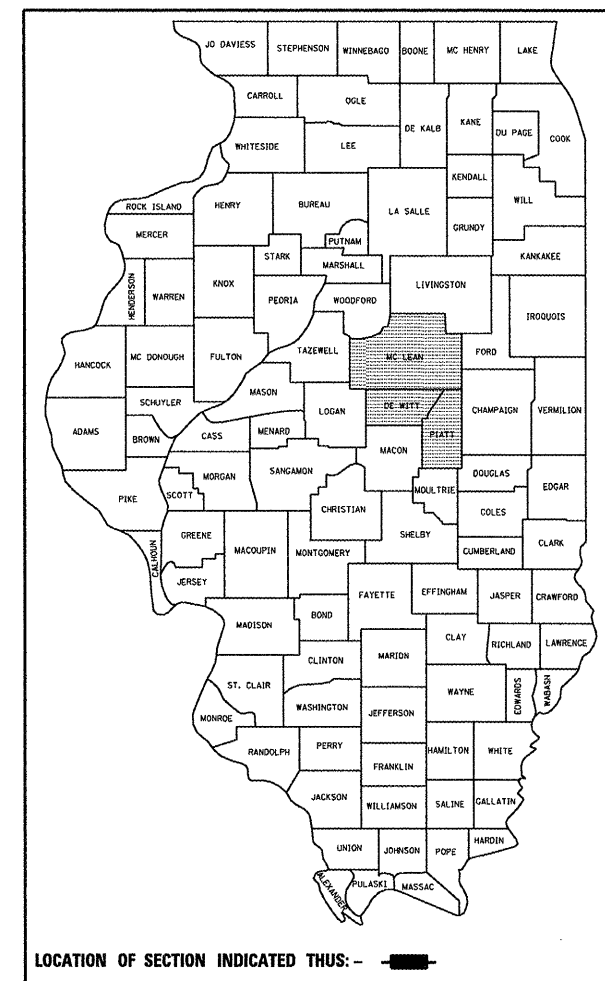 JO DAVIESS STEPHENSON WINNEBAGO BOONE MC HENRY LAKE
CARROLL OGLE DE KALB KANE DU PAGE COOK
WHITESIDE LEE
KENDALL WILL
ROCK ISLAND HENRY BUREAU LA SALLE GRUNDY
MERCER PUTNAM
STARK MARSHALL KANKAKEE
HENDERSON WARREN KNOX PEORIA WOODFORD LIVINGSTON IROQUOIS
TAZEWELL MC LEAN FORD
HANCOCK MC DONOUGH FULTON
MASON
SCHUYLER LOGAN DE WITT CHAMPAIGN VERMILION
ADAMS BROWN CASS MENARD PIATT
MACON
MORGAN SANGAMON DOUGLAS
PIKE SCOTT MOULTRIE EDGAR
CHRISTIAN COLES
GREENE SHELBY
CALHOUN MACOUPIN MONTGOMERY CUMBERLAND CLARK
JERSEY
FAYETTE EFFINGHAM JASPER CRAWFORD
MADISON BOND
CLAY RICHLAND LAWRENCE
CLINTON MARION
ST. CLAIR WAYNE EDWARDS WABASH
WASHINGTON JEFFERSON
MONROE
RANDOLPH PERRY HAMILTON WHITE
FRANKLIN
JACKSON WILLIAMSON SALINE GALLATIN
UNION JOHNSON POPE HARDIN
ALEXANDER PULASKI MASSAC
LOCATION OF SECTION INDICATED THUS: -